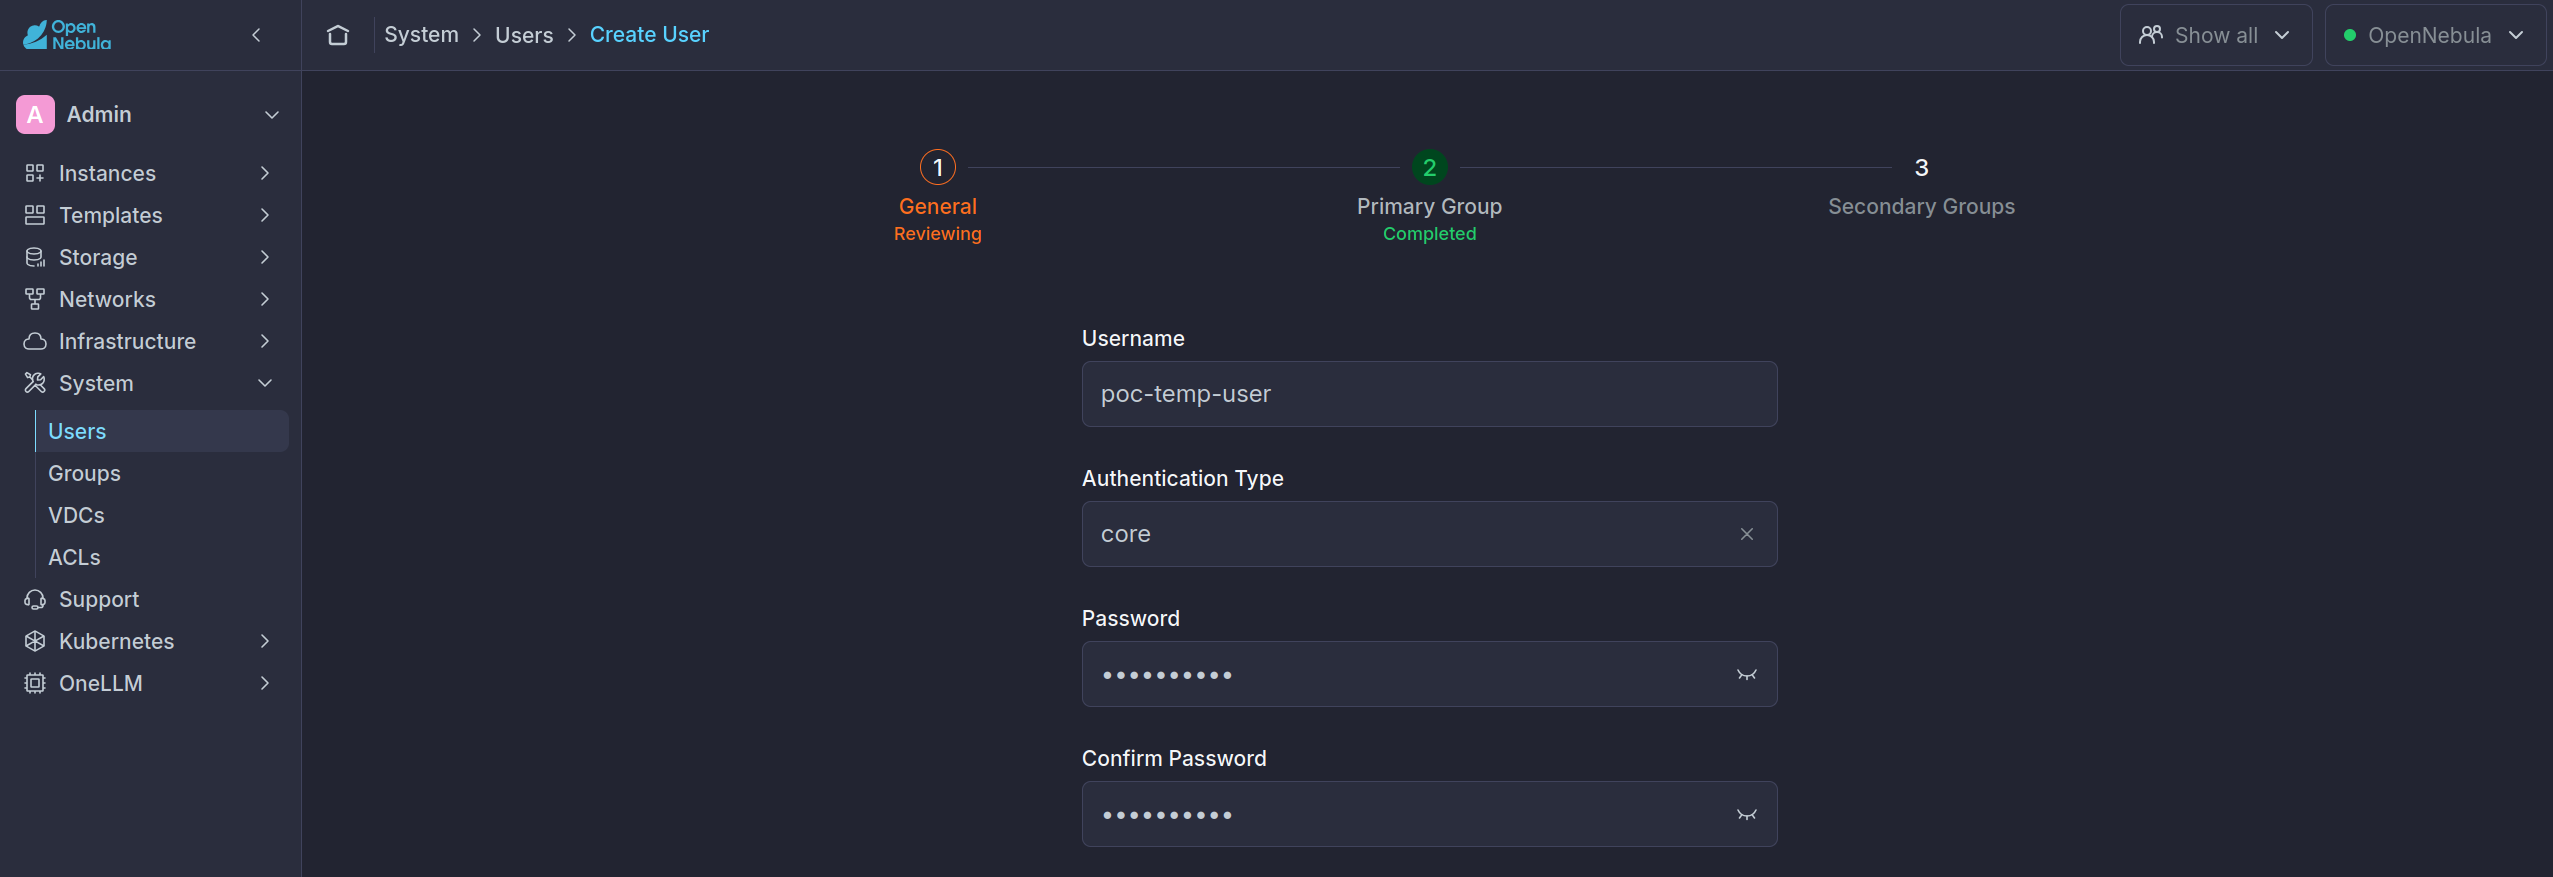 Open
Nebula
System > Users > Create User
Show all
OpenNebula
A Admin
Instances
Templates
Storage
Networks
Infrastructure
System
Users
Groups
VDCs
ACLs
Support
Kubernetes
OneLLM
1
General
Reviewing
2
Primary Group
Completed
3
Secondary Groups
Username
poc-temp-user
Authentication Type
core
Password
••••••••••
Confirm Password
••••••••••